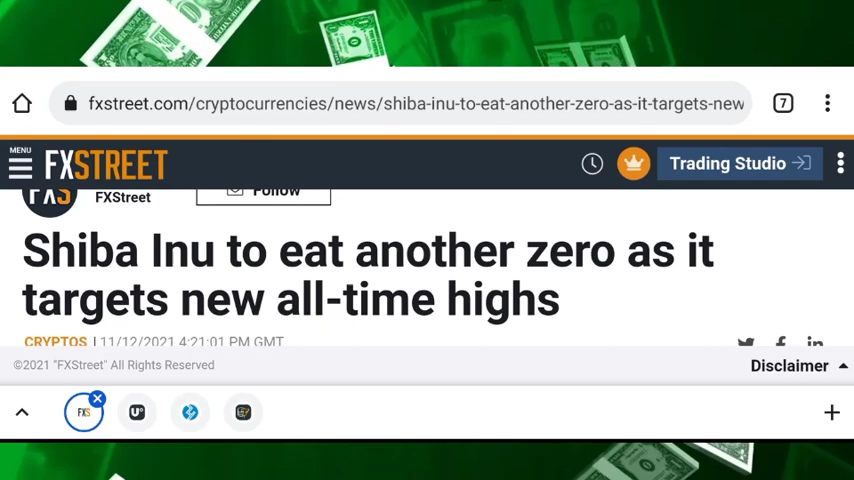 fxstreet.com/cryptocurrencies/news/shiba-inu-to-eat-another-zero-as-it-targets-new
7
MENU
FXSTREET
Trading Studio
FXS
FXStreet
Follow
Shiba Inu to eat another zero as it
targets new all-time highs
CRYPTOS | 11/12/2021 4:21:01 PM GMT
©2021 "FXStreet" All Rights Reserved
Disclaimer
FXS